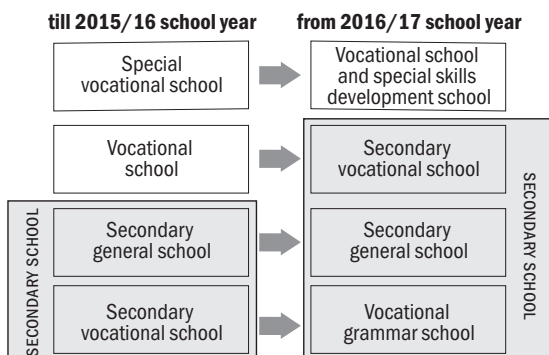 till 2015/16 school year
from 2016/17 school year
Special
vocational school
Vocational school
and special skills
development school
Vocational
school
Secondary
vocational school
Secondary
general school
Secondary
general school
Secondary
vocational school
Vocational
grammar school
SECONDARY SCHOOL
SECONDARY SCHOOL